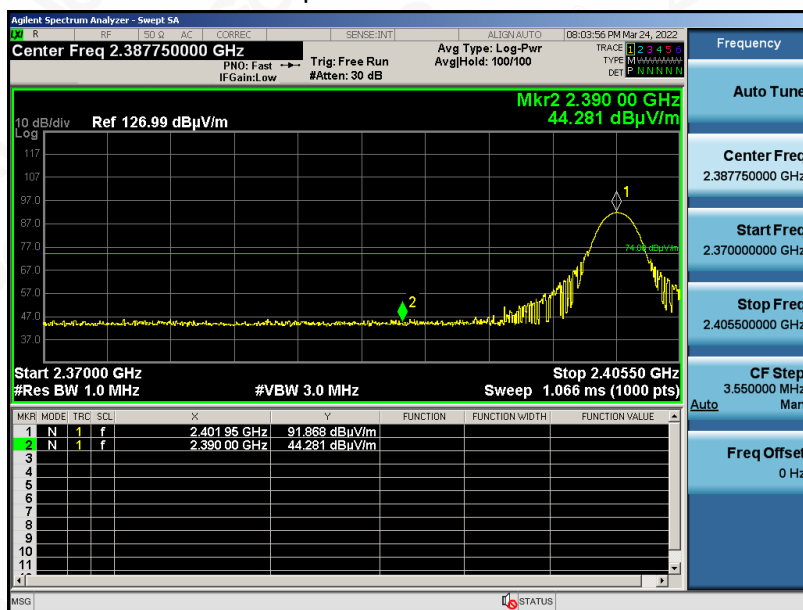 Agilent Spectrum Analyzer - Swept SA
LXI R RF 50 Ω AC CORREC SENSE:INT ALIGN AUTO 08:03:56 PM Mar 24, 2022
Center Freq 2.387750000 GHz
PNO: Fast
IFGain:Low
Trig: Free Run
#Atten: 30 dB
Avg Type: Log-Pwr
Avg|Hold: 100/100
TRACE 1 2 3 4 5 6
TYPE M
DET P N N N N N
Mkr2 2.390 00 GHz
44.281 dBµV/m
10 dB/div Ref 126.99 dBµV/m
Log
117
107
97.0
87.0
77.0
67.0
57.0
47.0
37.0
1
74.00 dBµV/m
2
Start 2.37000 GHz Stop 2.40550 GHz
#Res BW 1.0 MHz #VBW 3.0 MHz Sweep 1.066 ms (1000 pts)
MKR MODE TRC SCL X Y FUNCTION FUNCTION WIDTH FUNCTION VALUE
1 N 1 f 2.401 95 GHz 91.868 dBµV/m
2 N 1 f 2.390 00 GHz 44.281 dBµV/m
3
4
5
6
7
8
9
10
11
MSG STATUS
Frequency
Auto Tune
Center Freq
2.387750000 GHz
Start Freq
2.370000000 GHz
Stop Freq
2.405500000 GHz
CF Step
3.550000 MHz
Auto Man
Freq Offset
0 Hz